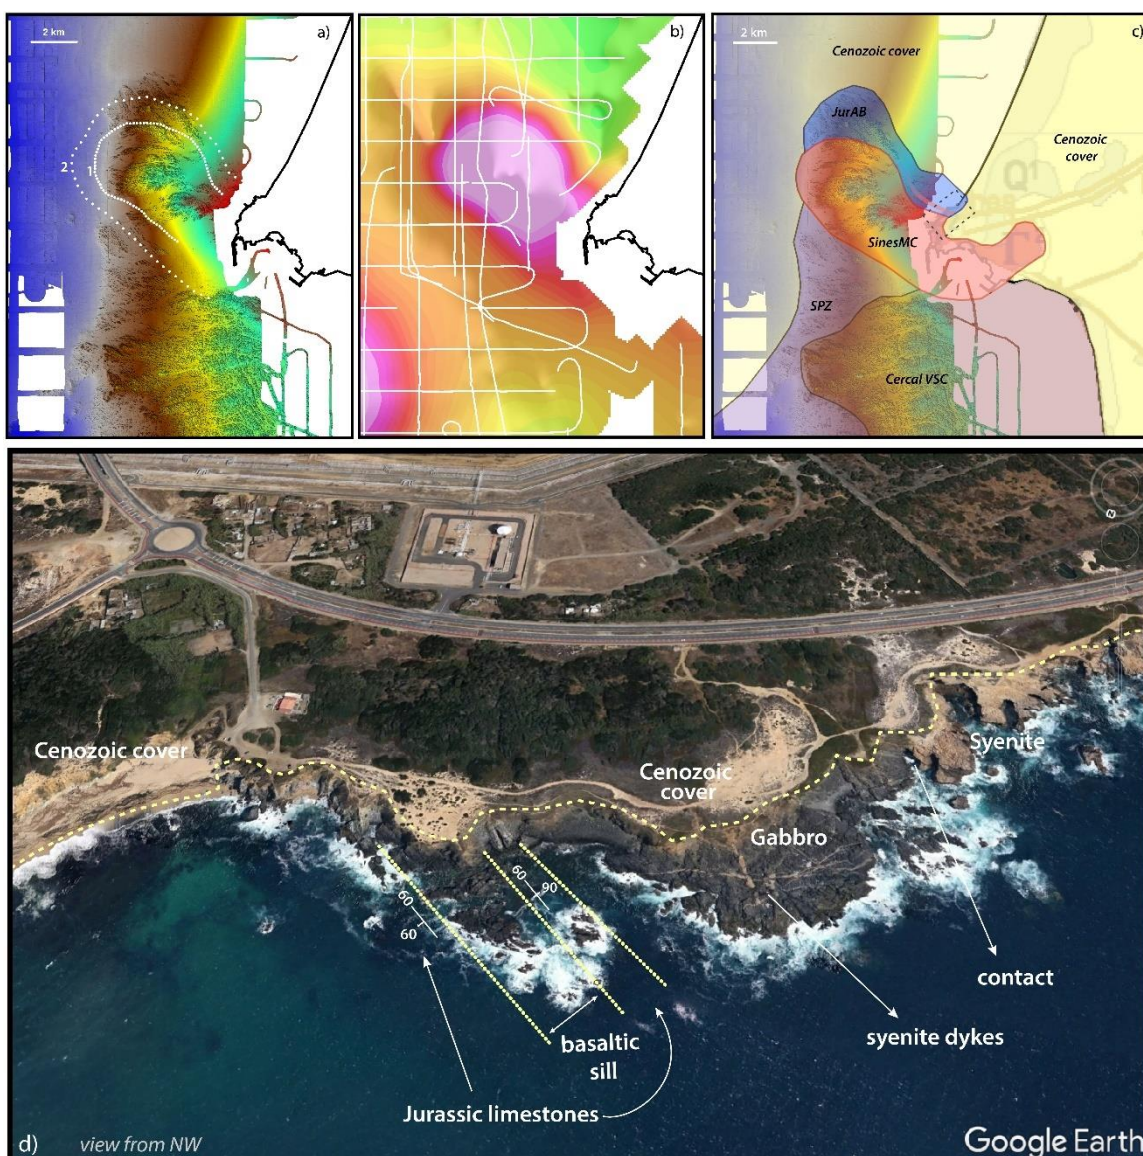 2 km
a)
2
1
b)
2 km
c)
Cenozoic cover
JurAB
Cenozoic
cover
Q¹
SinesMC
SPZ
Cercal VSC
Cenozoic cover
Cenozoic
cover
Syenite
Gabbro
60
90
60
60
contact
syenite dykes
basaltic
sill
Jurassic limestones
d)
view from NW
Google Earth
N